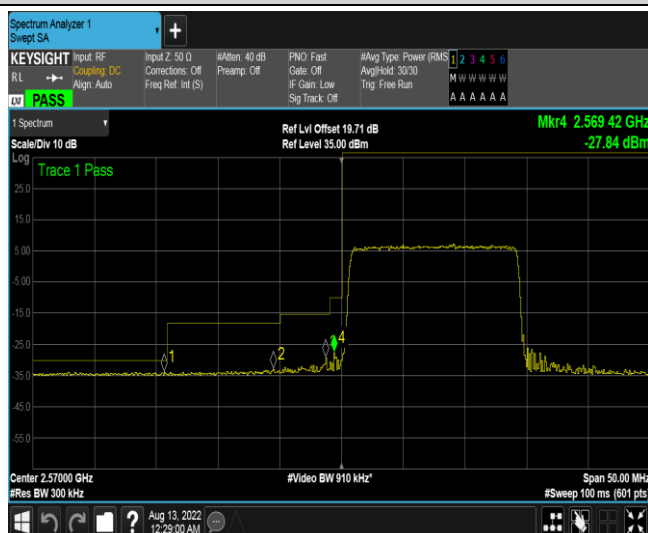 Spectrum Analyzer 1
Swept SA
+
KEYSIGHT
RL
LXI PASS
Input: RF
Coupling: DC
Align: Auto
Input Z: 50 Ω
Corrections: Off
Freq Ref: Int (S)
#Atten: 40 dB
Preamp: Off
PNO: Fast
Gate: Off
IF Gain: Low
Sig Track: Off
#Avg Type: Power (RMS
Avg|Hold: 30/30
Trig: Free Run
1 2 3 4 5 6
M W W W W W
A A A A A A
1 Spectrum
Scale/Div 10 dB
Ref Lvl Offset 19.71 dB
Ref Level 35.00 dBm
Mkr4 2.569 42 GHz
-27.84 dBm
Log
Trace 1 Pass
25.0
15.0
5.00
-5.00
-15.0
-25.0
-35.0
-45.0
-55.0
1
2
4
Center 2.57000 GHz
#Res BW 300 kHz
#Video BW 910 kHz*
Span 50.00 MHz
#Sweep 100 ms (601 pts)
?
Aug 13, 2022
12:29:00 AM